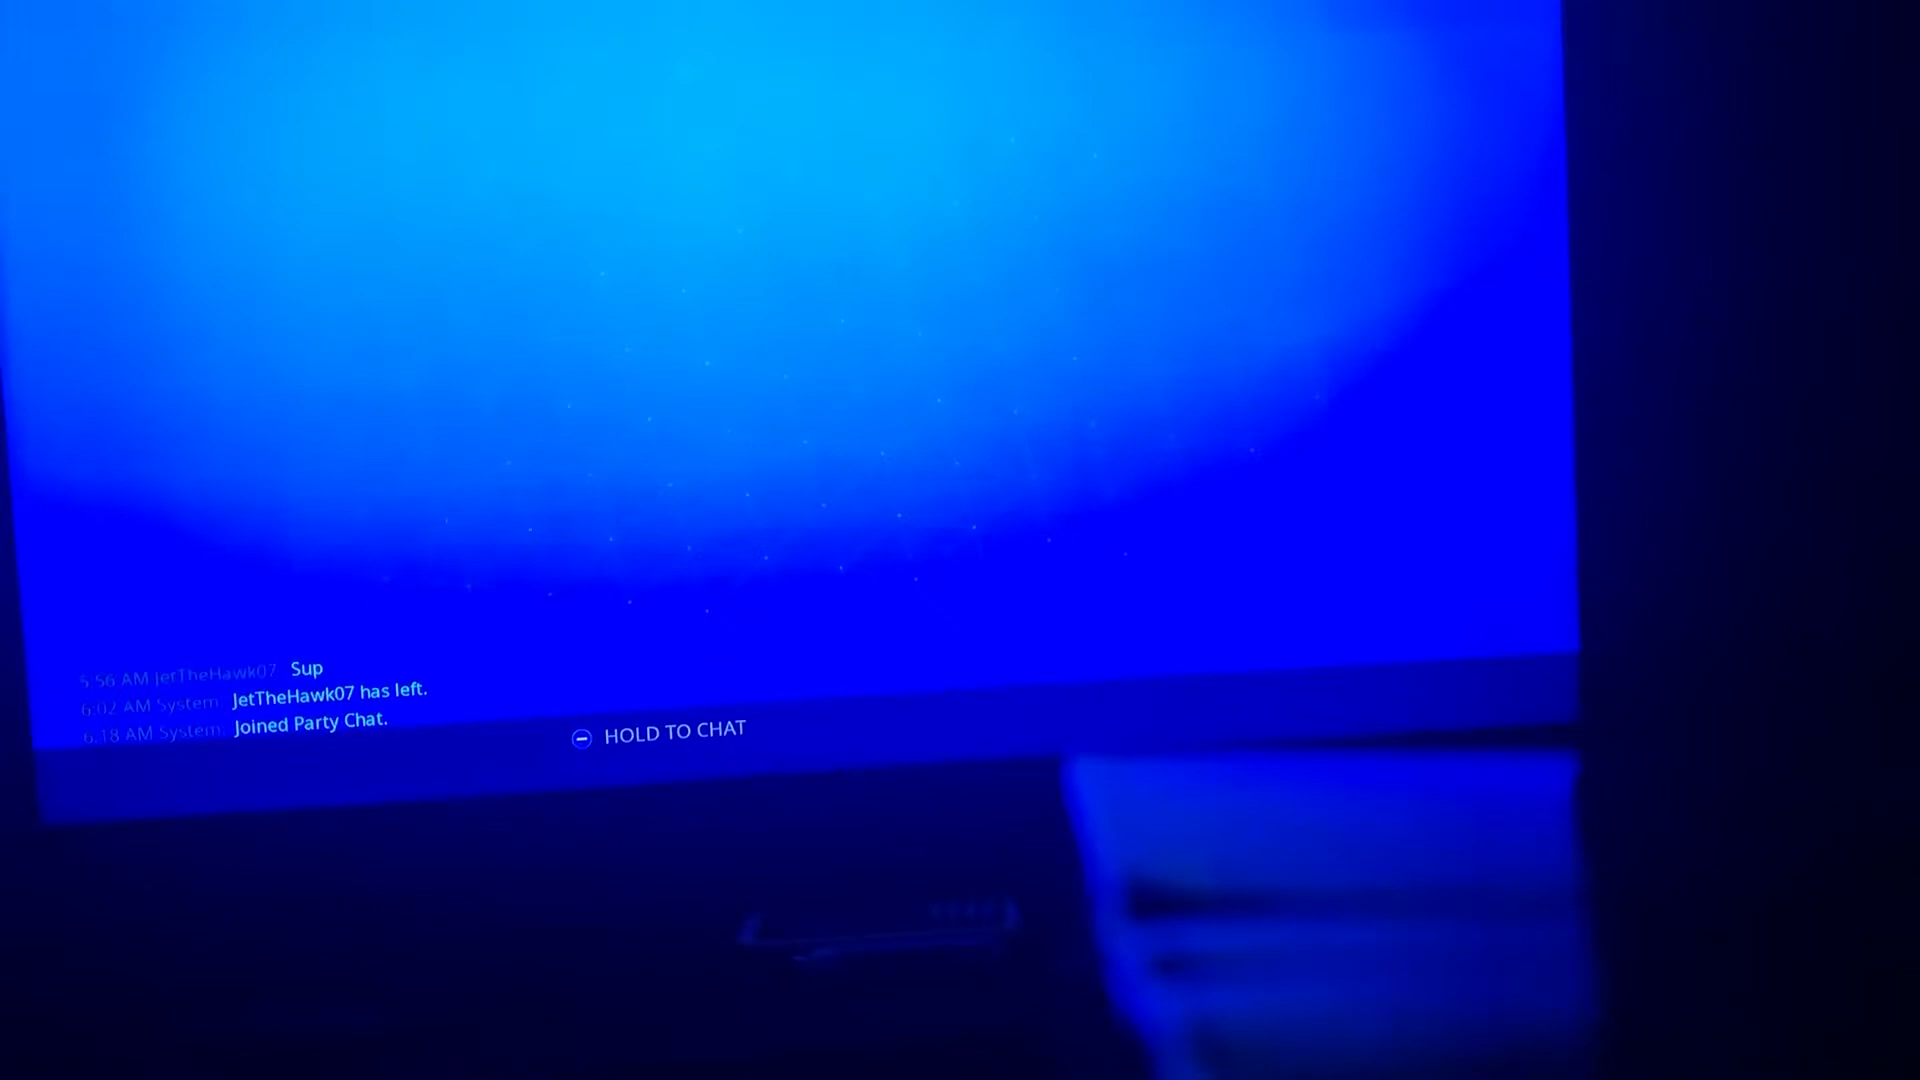 5:56 AM JetTheHawk07 Sup
6:02 AM System: JetTheHawk07 has left.
6:18 AM System: Joined Party Chat.
HOLD TO CHAT